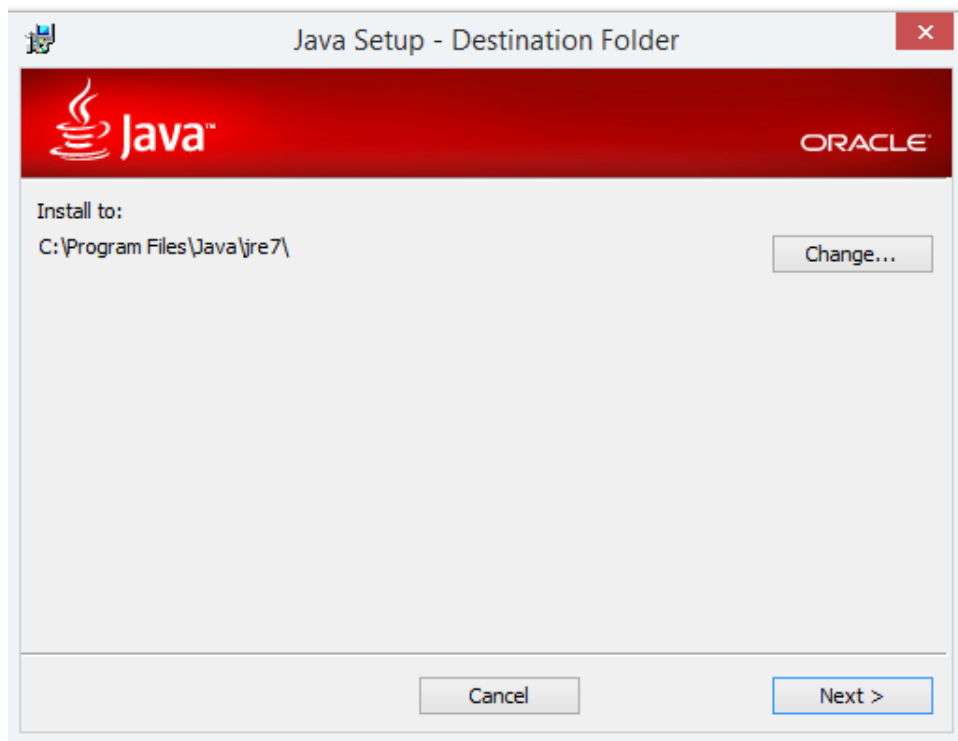 Java Setup - Destination Folder
×
Java™
ORACLE®
Install to:
C:\Program Files\Java\jre7\
Change...
Cancel
Next >